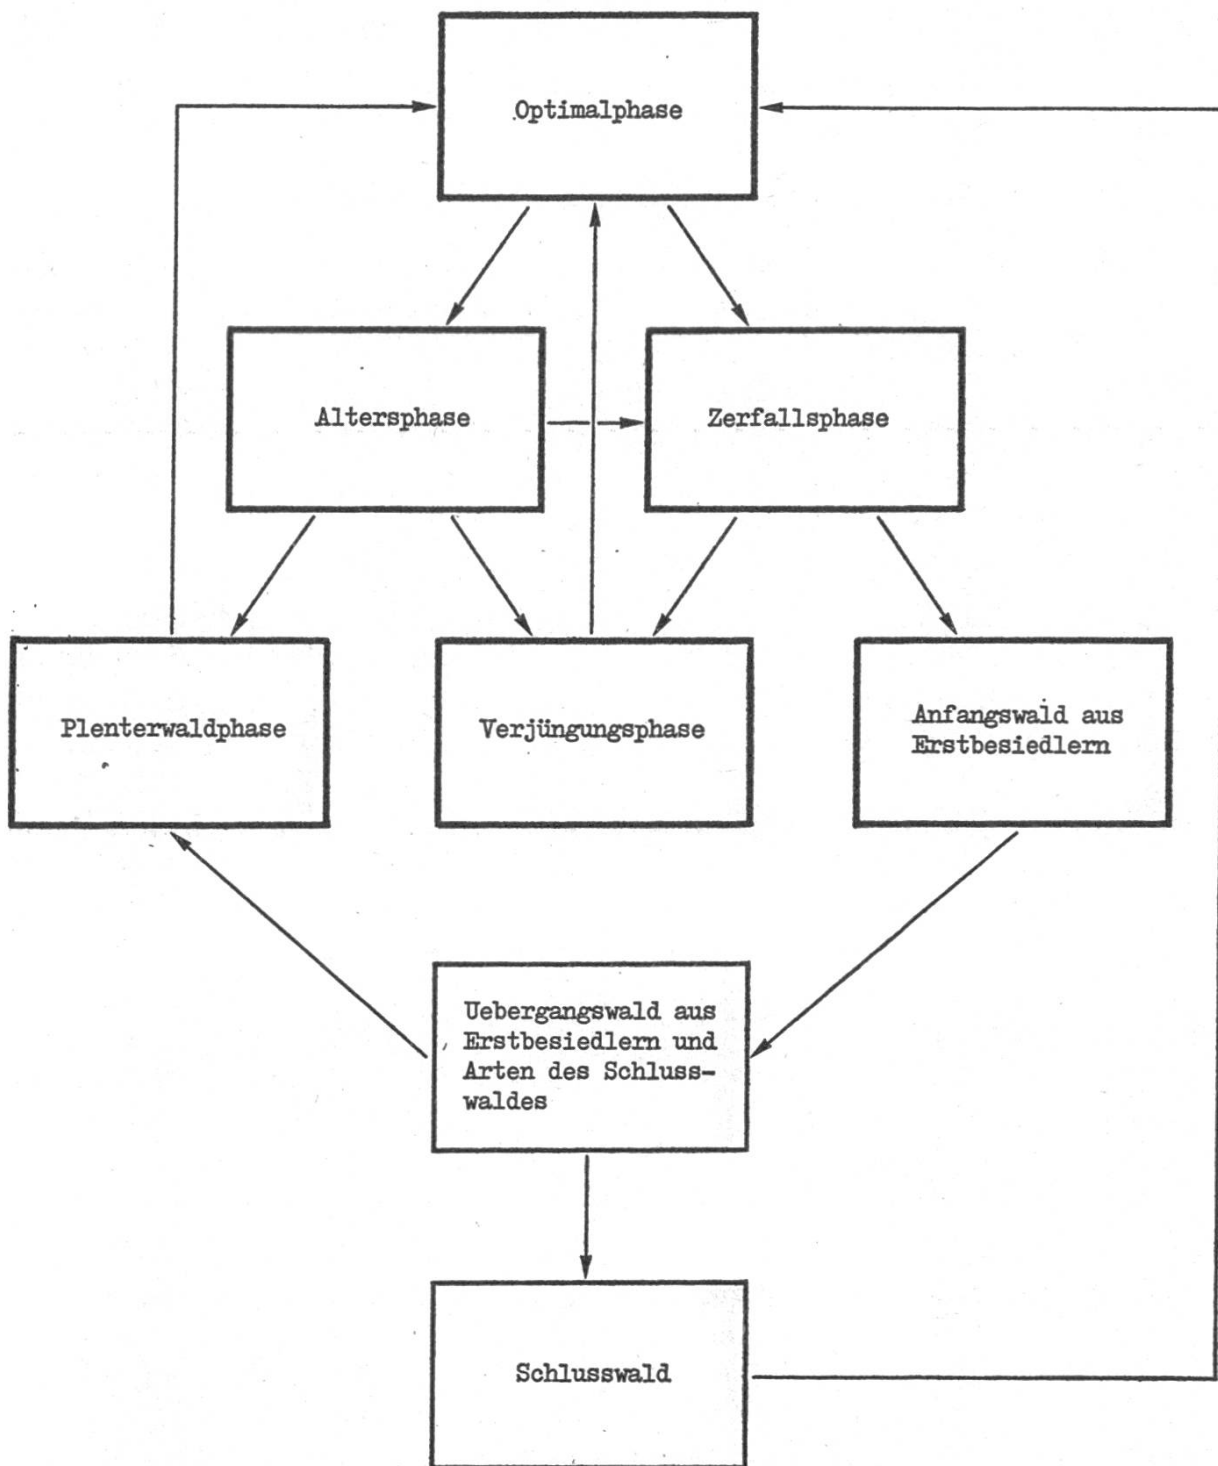 Optimalphase
Altersphase
Zerfallsphase
Plenterwaldphase
Verjüngungsphase
Anfangswald aus
Erstbesiedlern
Uebergangswald aus
Erstbesiedlern und
Arten des Schluss-
waldes
Schlusswald